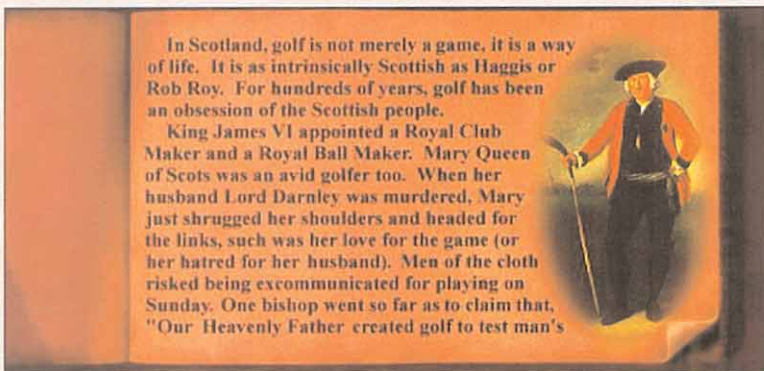 In Scotland, golf is not merely a game, it is a way
of life. It is as intrinsically Scottish as Haggis or
Rob Roy. For hundreds of years, golf has been
an obsession of the Scottish people.
King James VI appointed a Royal Club
Maker and a Royal Ball Maker. Mary Queen
of Scots was an avid golfer too. When her
husband Lord Darnley was murdered, Mary
just shrugged her shoulders and headed for
the links, such was her love for the game (or
her hatred for her husband). Men of the cloth
risked being excommunicated for playing on
Sunday. One bishop went so far as to claim that,
"Our Heavenly Father created golf to test man's